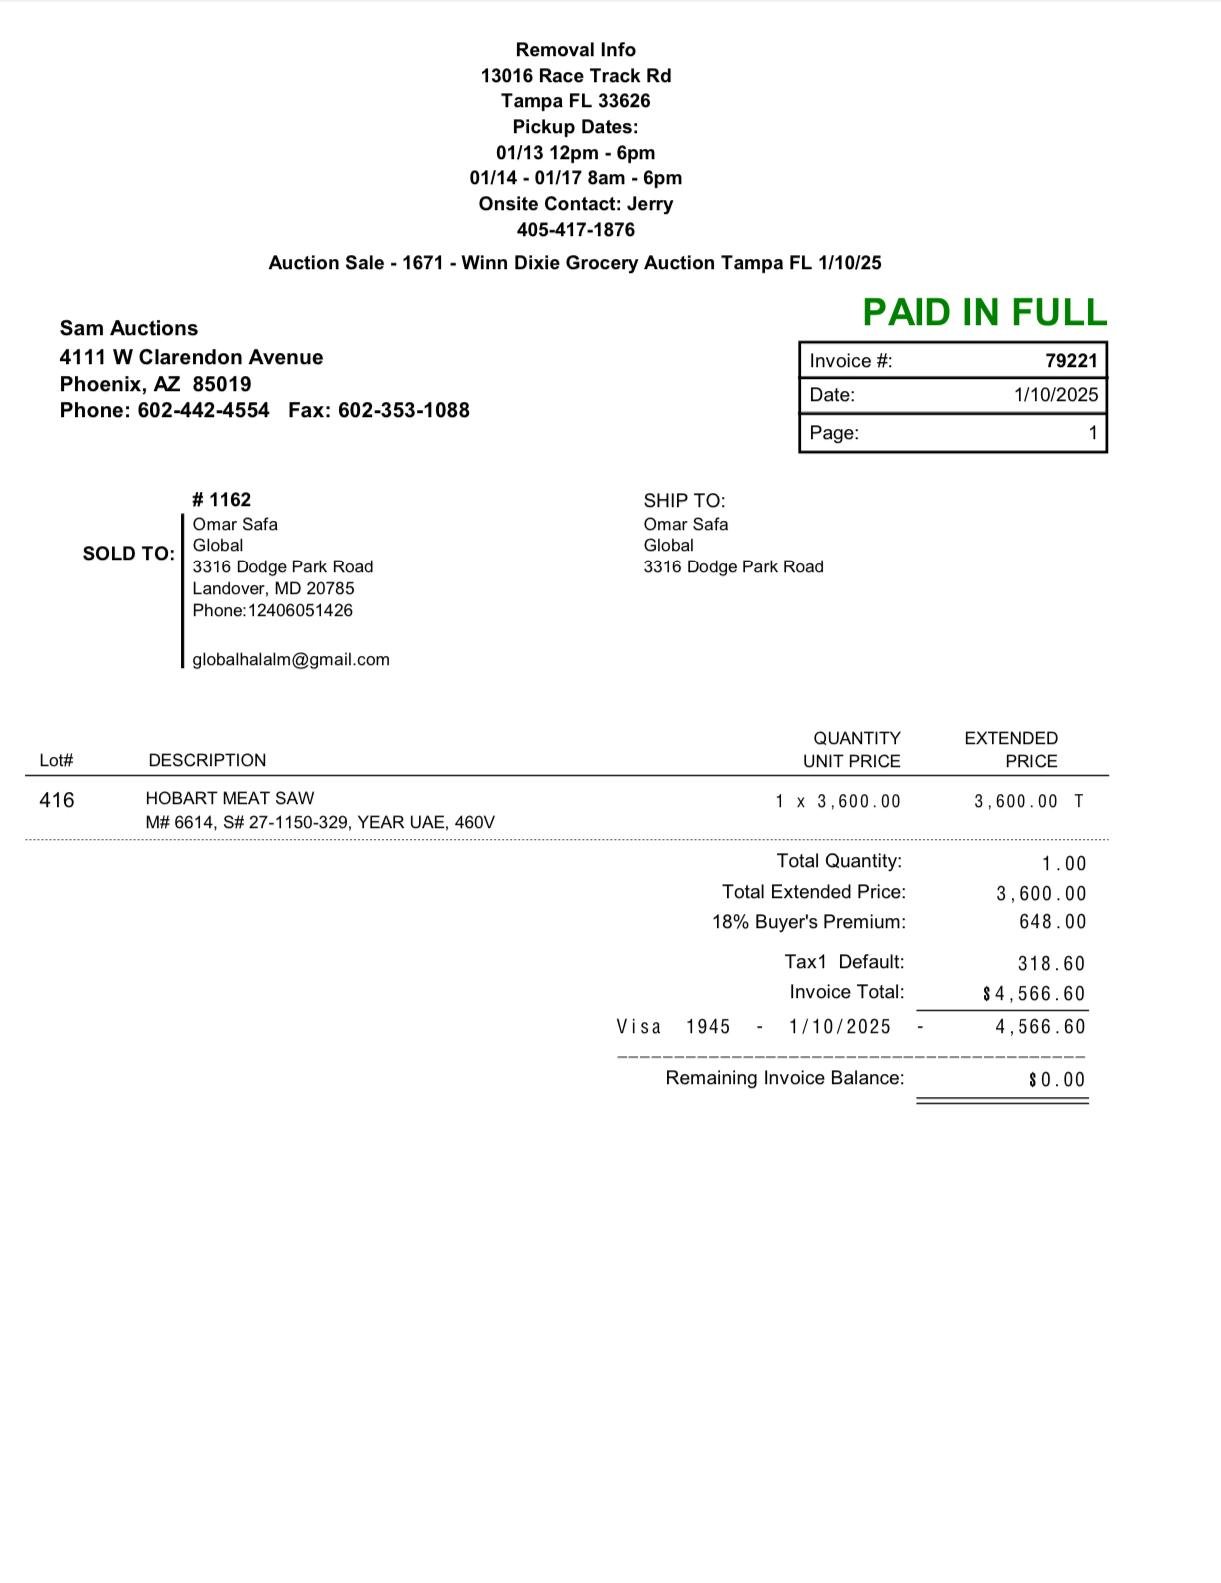 Removal Info
13016 Race Track Rd
Tampa FL 33626
Pickup Dates:
01/13 12pm - 6pm
01/14 - 01/17 8am - 6pm
Onsite Contact: Jerry
405-417-1876
Auction Sale - 1671 - Winn Dixie Grocery Auction Tampa FL 1/10/25
PAID IN FULL
Sam Auctions
4111 W Clarendon Avenue
Phoenix, AZ 85019
Phone: 602-442-4554 Fax: 602-353-1088
Invoice #: 79221
Date: 1/10/2025
Page: 1
SOLD TO:
# 1162
Omar Safa
Global
3316 Dodge Park Road
Landover, MD 20785
Phone:12406051426
globalhalalm@gmail.com
SHIP TO:
Omar Safa
Global
3316 Dodge Park Road
QUANTITY EXTENDED
Lot# DESCRIPTION UNIT PRICE PRICE
416 HOBART MEAT SAW 1 x 3,600.00 3,600.00 T
M# 6614, S# 27-1150-329, YEAR UAE, 460V
Total Quantity: 1.00
Total Extended Price: 3,600.00
18% Buyer's Premium: 648.00
Tax1 Default: 318.60
Invoice Total: $4,566.60
Visa 1945 - 1/10/2025 - 4,566.60
Remaining Invoice Balance: $0.00